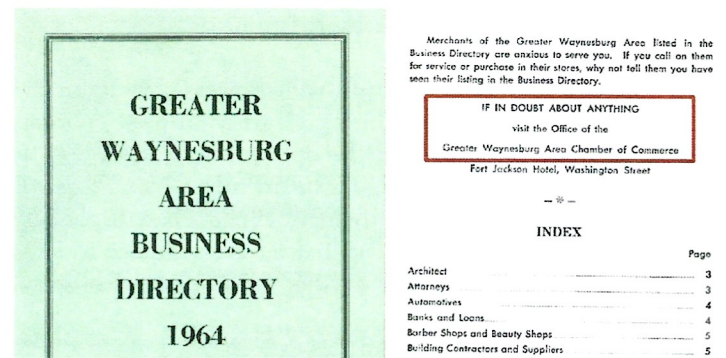 GREATER
WAYNESBURG
AREA
BUSINESS
DIRECTORY
1964
Merchants of the Greater Waynesburg Area listed in the
Business Directory are anxious to serve you. If you call on them
for service or purchase in their stores, why not tell them you have
seen their listing in the Business Directory.
IF IN DOUBT ABOUT ANYTHING
visit the Office of the
Greater Waynesburg Area Chamber of Commerce
Fort Jackson Hotel, Washington Street
INDEX
Page
Architect 3
Attorneys 3
Automotives 4
Banks and Loans 4
Barber Shops and Beauty Shops 5
Building Contractors and Suppliers 5